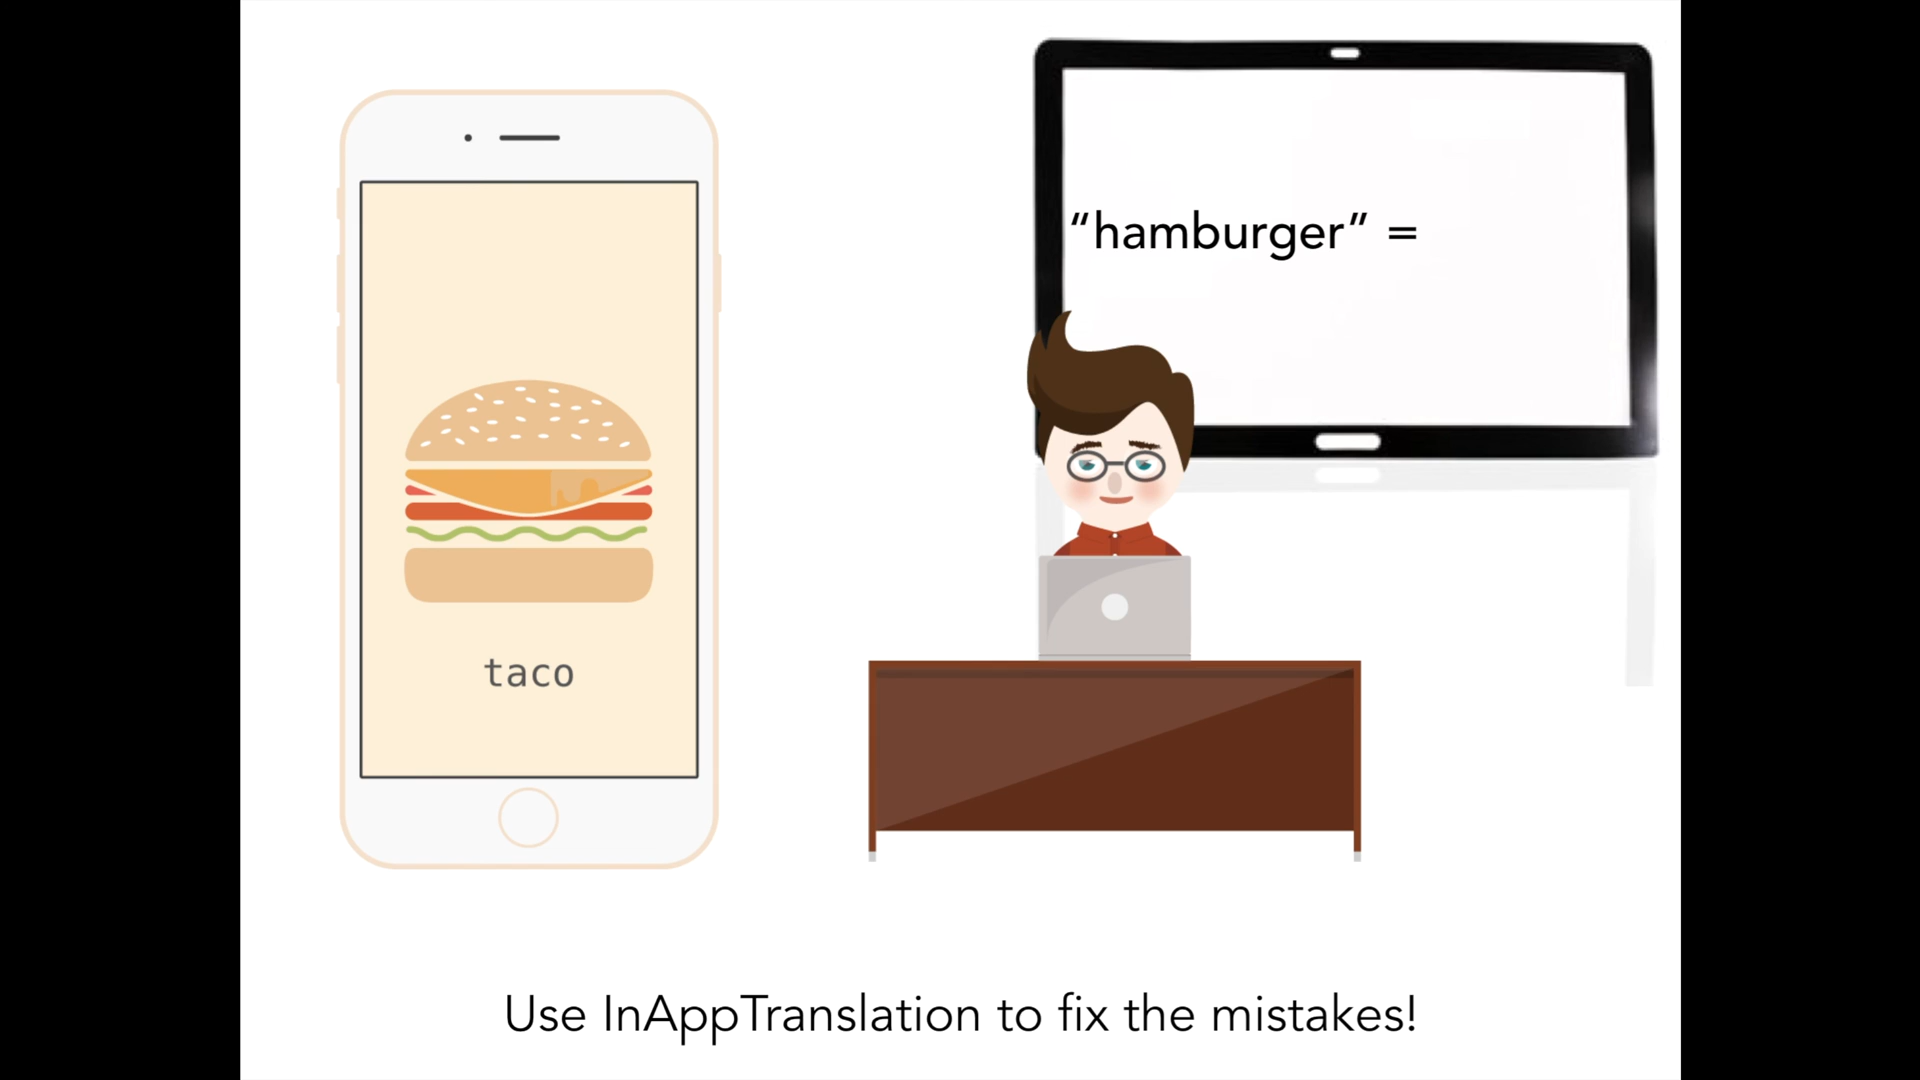 “hamburger” =
taco
Use InAppTranslation to fix the mistakes!